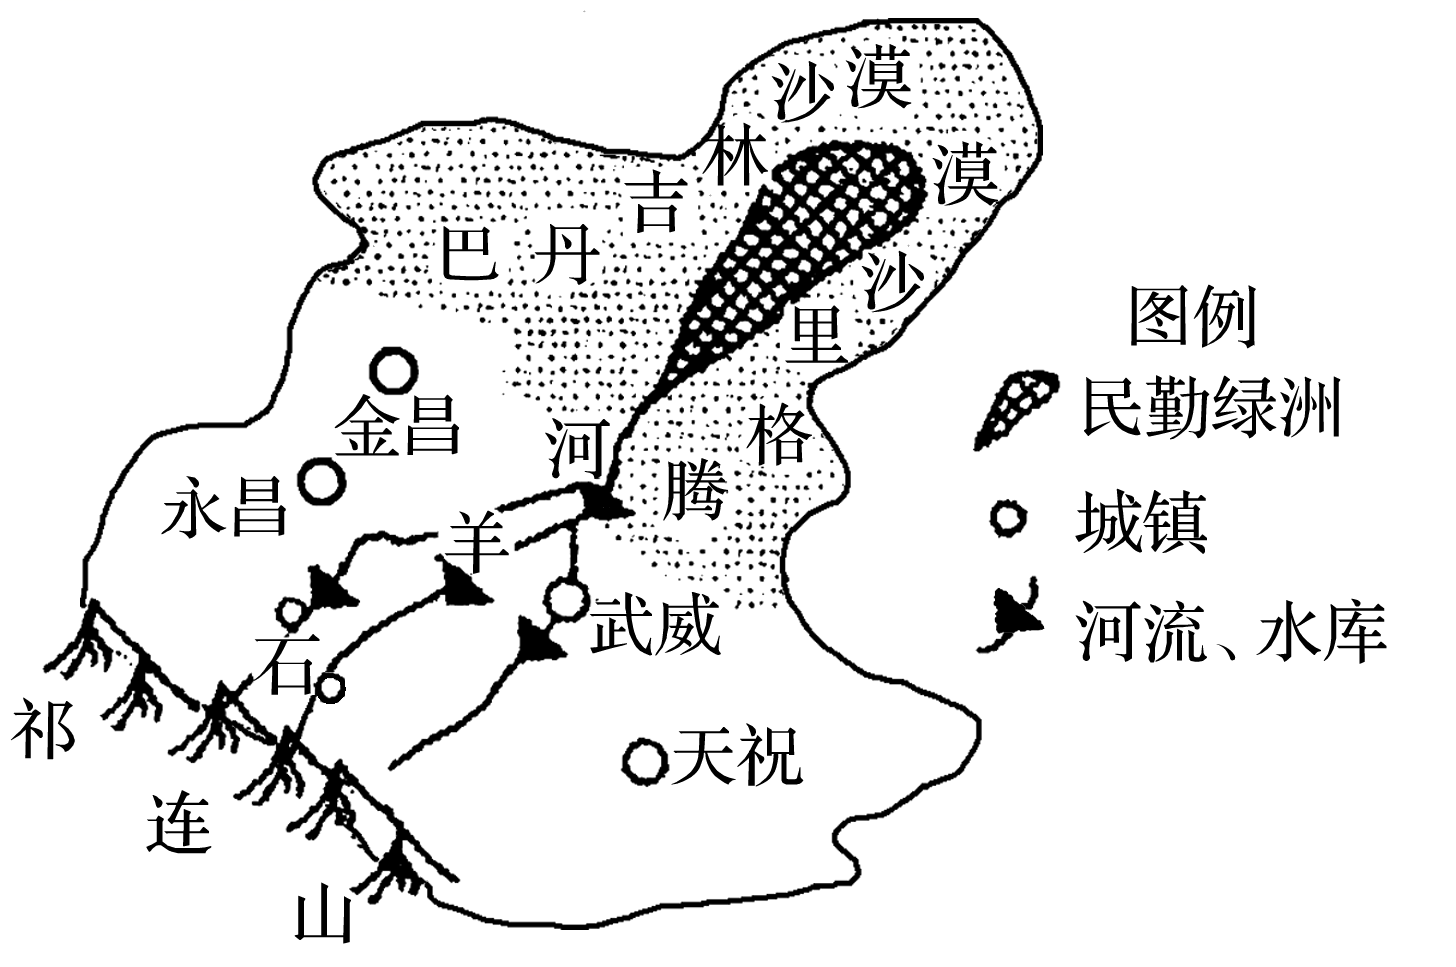 巴丹吉林沙漠
腾格里沙漠
金昌
永昌
石羊河
武威
天祝
祁连山
图例
民勤绿洲
城镇
河流、水库